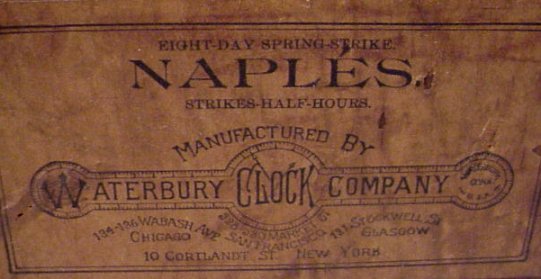 EIGHT-DAY SPRING-STRIKE.
NAPLES.
STRIKES-HALF-HOURS.
MANUFACTURED BY
WATERBURY CLOCK COMPANY
134-136 WABASH AVE
CHICAGO
MARKET ST
SAN FRANCISCO
131 STOCKWELL ST
GLASGOW
10 CORTLANDT ST. NEW YORK